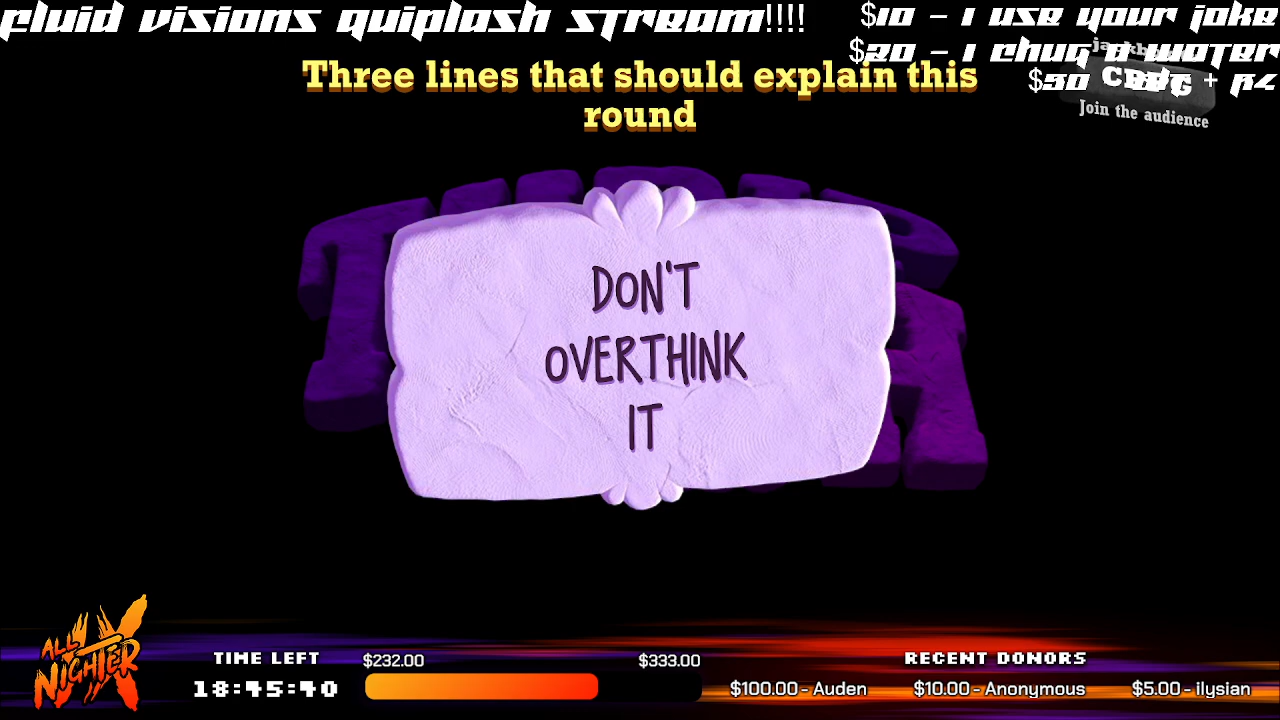 fluid visions quiplash stream!!!!
$10 - I use your joke
$20 - I chug a water
Three lines that should explain this
round
Join the audience
DON'T
OVERTHINK
IT
ALL
NIGHTER
TIME LEFT
18:45:40
$232.00
$333.00
RECENT DONORS
$100.00 - Auden
$10.00 - Anonymous
$5.00 - ilysian